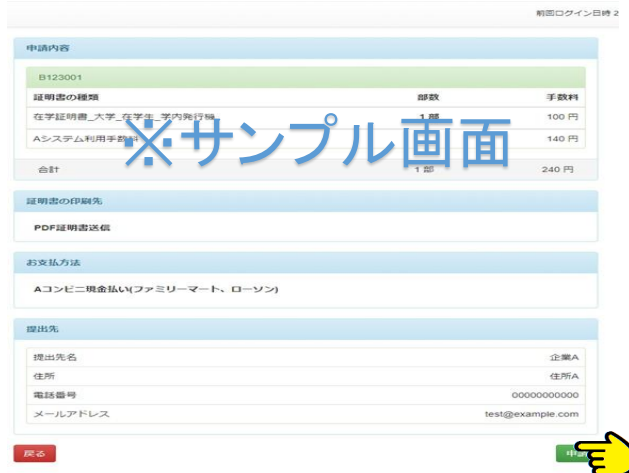 前回ログイン日時 2
申請内容
B123001
証明書の種類 部数 手数料
在学証明書_大学_在学生_学内発行機 1 部 100 円
Aシステム利用手数料 140 円
※サンプル画面
合計 1 部 240 円
証明書の印刷先
PDF証明書送信
お支払方法
Aコンビニ現金払い(ファミリーマート、ローソン)
提出先
提出先名 企業A
住所 住所A
電話番号 00000000000
メールアドレス test@example.com
戻る 申請